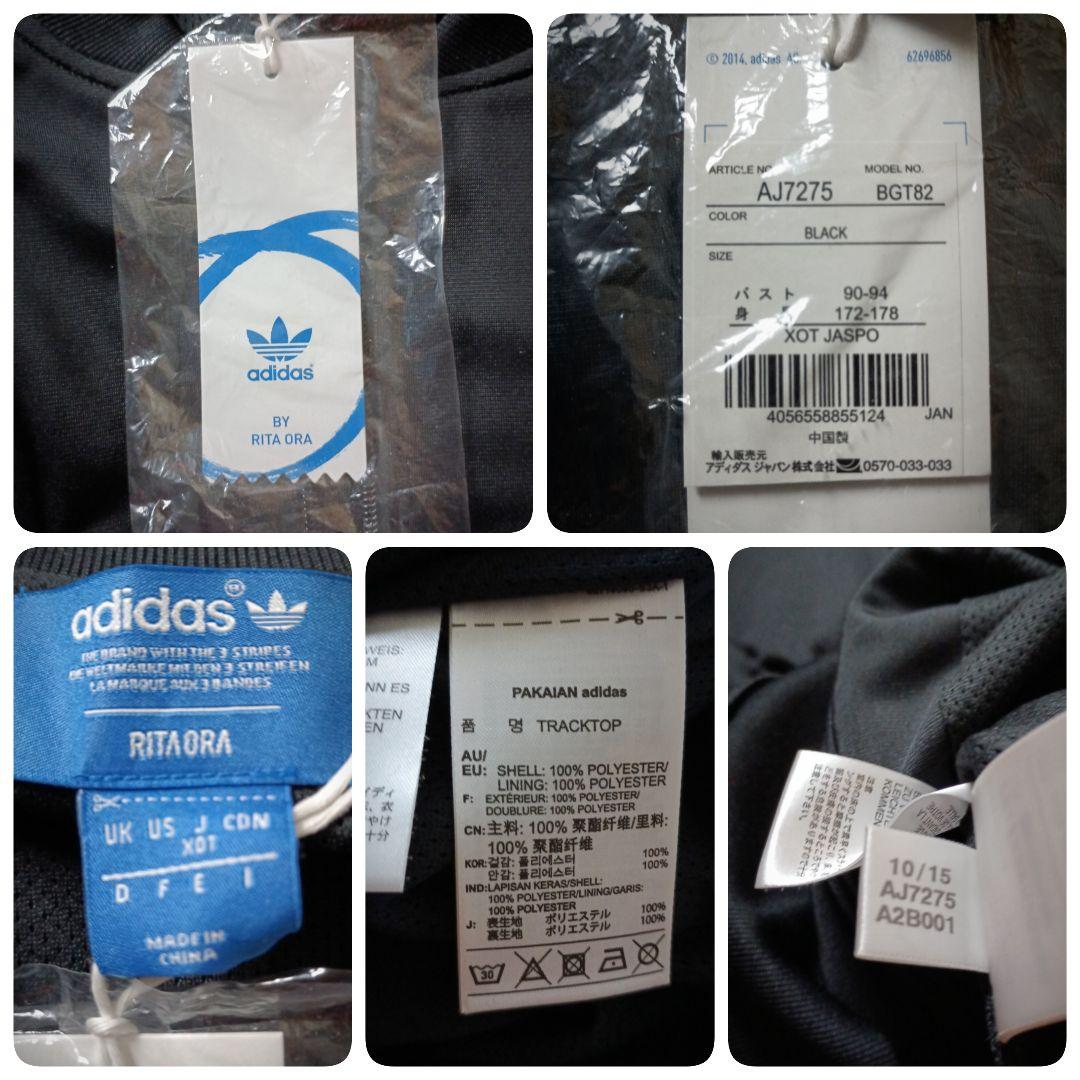 adidas
BY
RITA ORA
© 2014, adidas AG
62696856
ARTICLE NO.
MODEL NO.
AJ7275
BGT82
COLOR
BLACK
SIZE
バスト 90-94
身 172-178
XOT JASPO
4056558855124 JAN
中国製
輸入販売元
アディダス ジャパン株式会社 0570-033-033
adidas®
THE BRAND WITH THE 3 STRIPES
DIE WELTMARKE MIT DEN 3 STREIFEN
LA MARQUE AUX 3 BANDES
RITA ORA
UK US J CDN
XOT
D F E I
MADE IN
CHINA
WEIS:
M
NN ES
KTEN
EN
PAKAIAN adidas
품 명 TRACKTOP
AU/
EU: SHELL: 100% POLYESTER/
LINING: 100% POLYESTER
F: EXTÉRIEUR: 100% POLYESTER/
DOUBLURE: 100% POLYESTER
CN: 主料: 100% 聚酯纤维/里料:
100% 聚酯纤维
KOR: 겉감: 폴리에스터 100%
안감: 폴리에스터 100%
IND: LAPISAN KERAS/SHELL:
100% POLYESTER/LINING/GARIS:
100% POLYESTER
J: 表生地 ポリエステル 100%
裏生地 ポリエステル 100%
30
10/15
AJ7275
A2B001